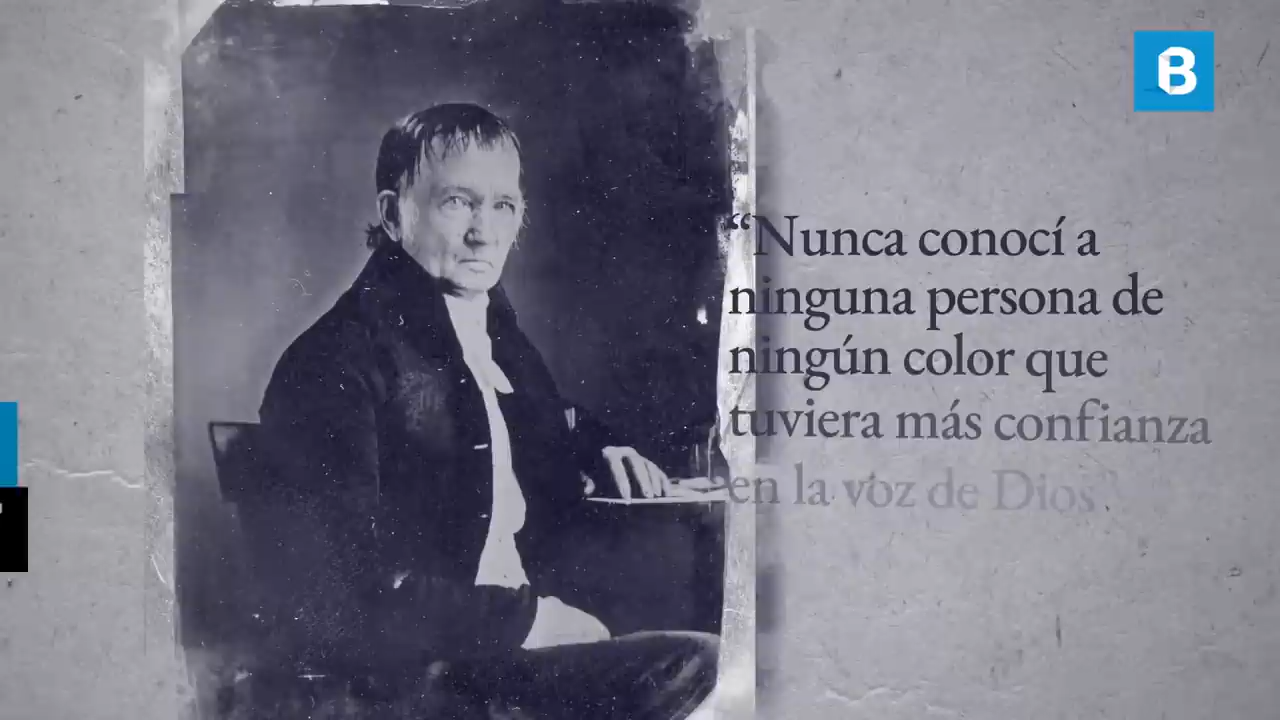 B
“Nunca conocí a
ninguna persona de
ningún color que
tuviera más confianza
en la voz de Dios”